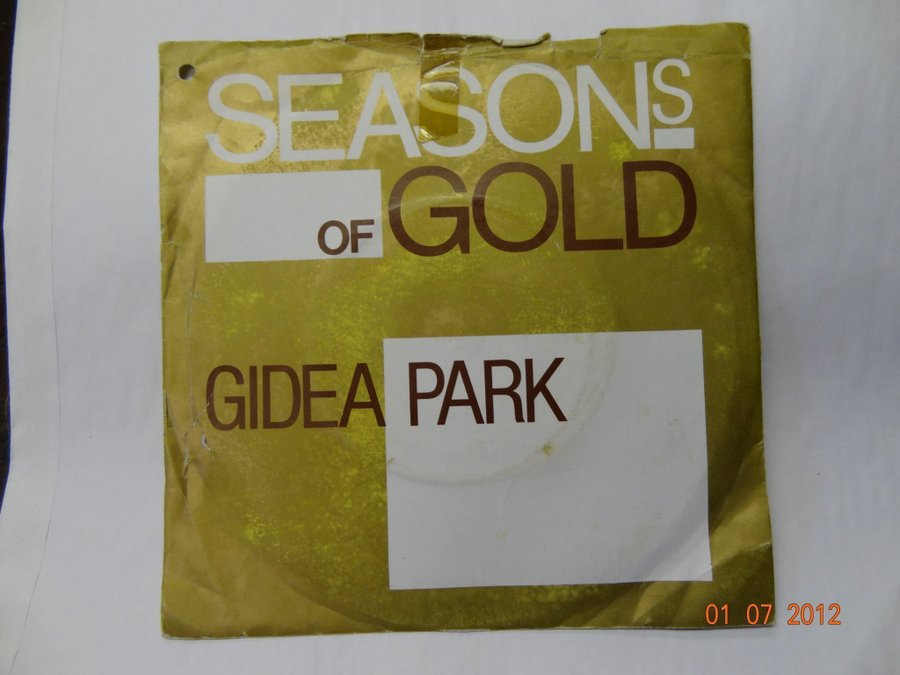 SEASONS
OF GOLD
GIDEA PARK
01 07 2012